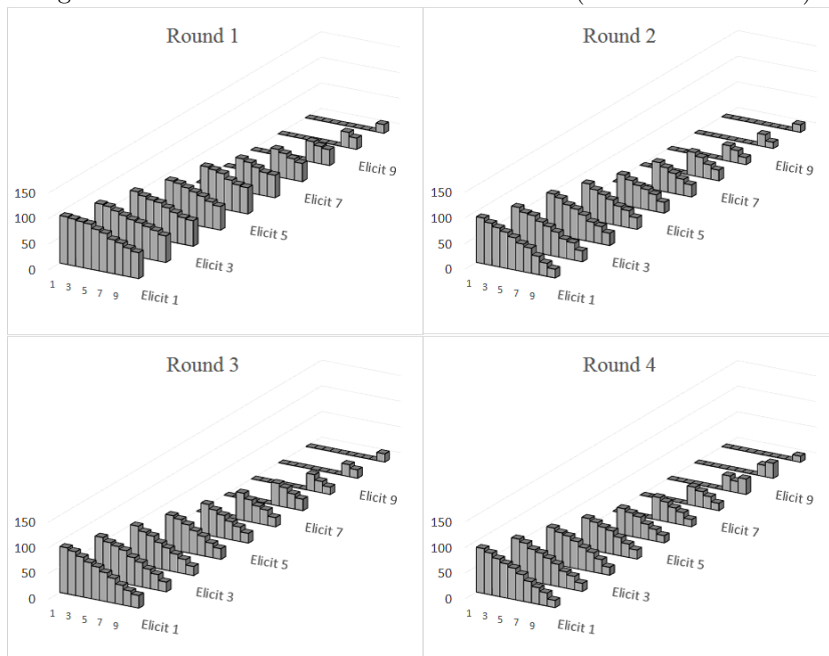 Round 1
150
100
50
0
1 3 5 7 9
Elicit 1
Elicit 3
Elicit 5
Elicit 7
Elicit 9
Round 2
150
100
50
0
1 3 5 7 9
Elicit 1
Elicit 3
Elicit 5
Elicit 7
Elicit 9
Round 3
150
100
50
0
1 3 5 7 9
Elicit 1
Elicit 3
Elicit 5
Elicit 7
Elicit 9
Round 4
150
100
50
0
1 3 5 7 9
Elicit 1
Elicit 3
Elicit 5
Elicit 7
Elicit 9